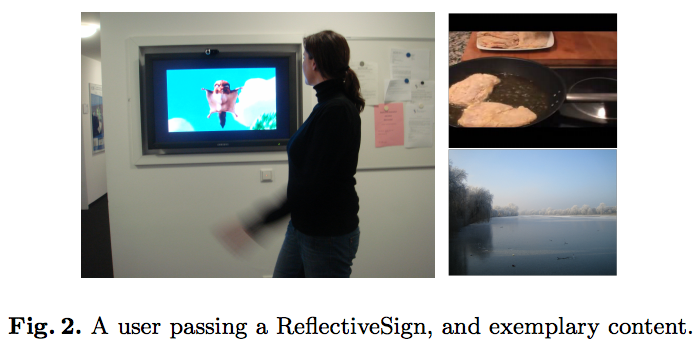 Fig. 2. A user passing a ReflectiveSign, and exemplary content.